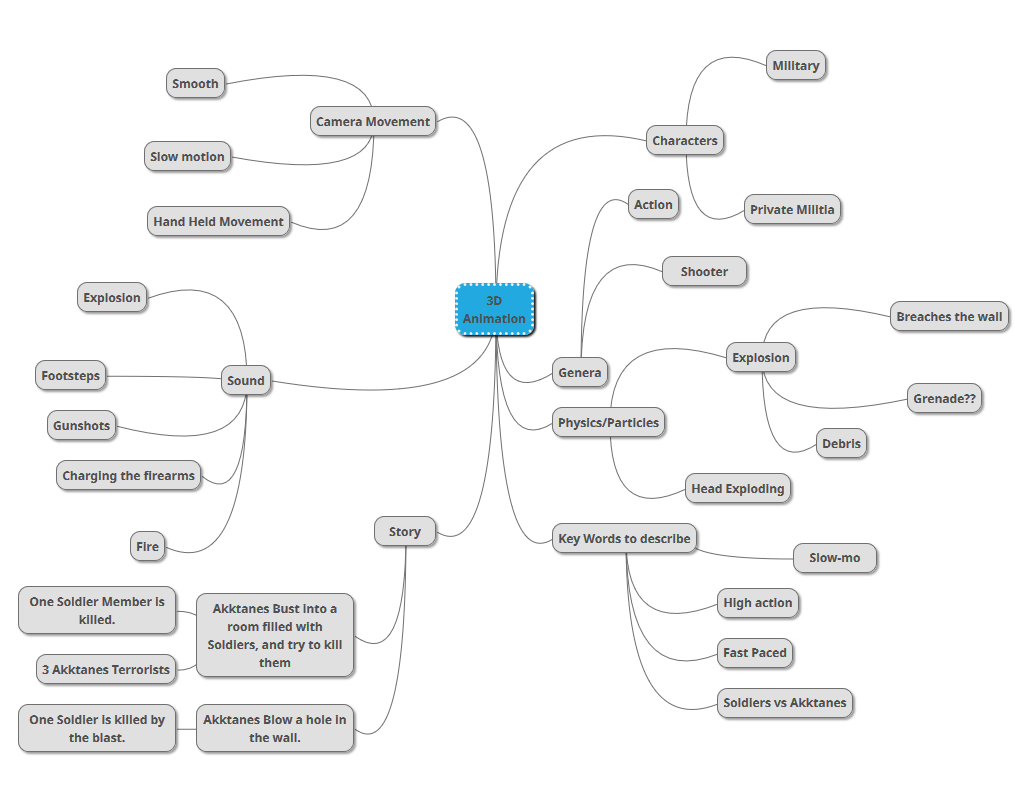 3D
Animation
Camera Movement
Smooth
Slow motion
Hand Held Movement
Sound
Explosion
Footsteps
Gunshots
Charging the firearms
Fire
Story
Akktanes Bust into a
room filled with
Soldiers, and try to kill
them
One Soldier Member is
killed.
3 Akktanes Terrorists
Akktanes Blow a hole in
the wall.
One Soldier is killed by
the blast.
Characters
Military
Private Militia
Genera
Action
Shooter
Physics/Particles
Explosion
Breaches the wall
Grenade??
Debris
Head Exploding
Key Words to describe
Slow-mo
High action
Fast Paced
Soldiers vs Akktanes